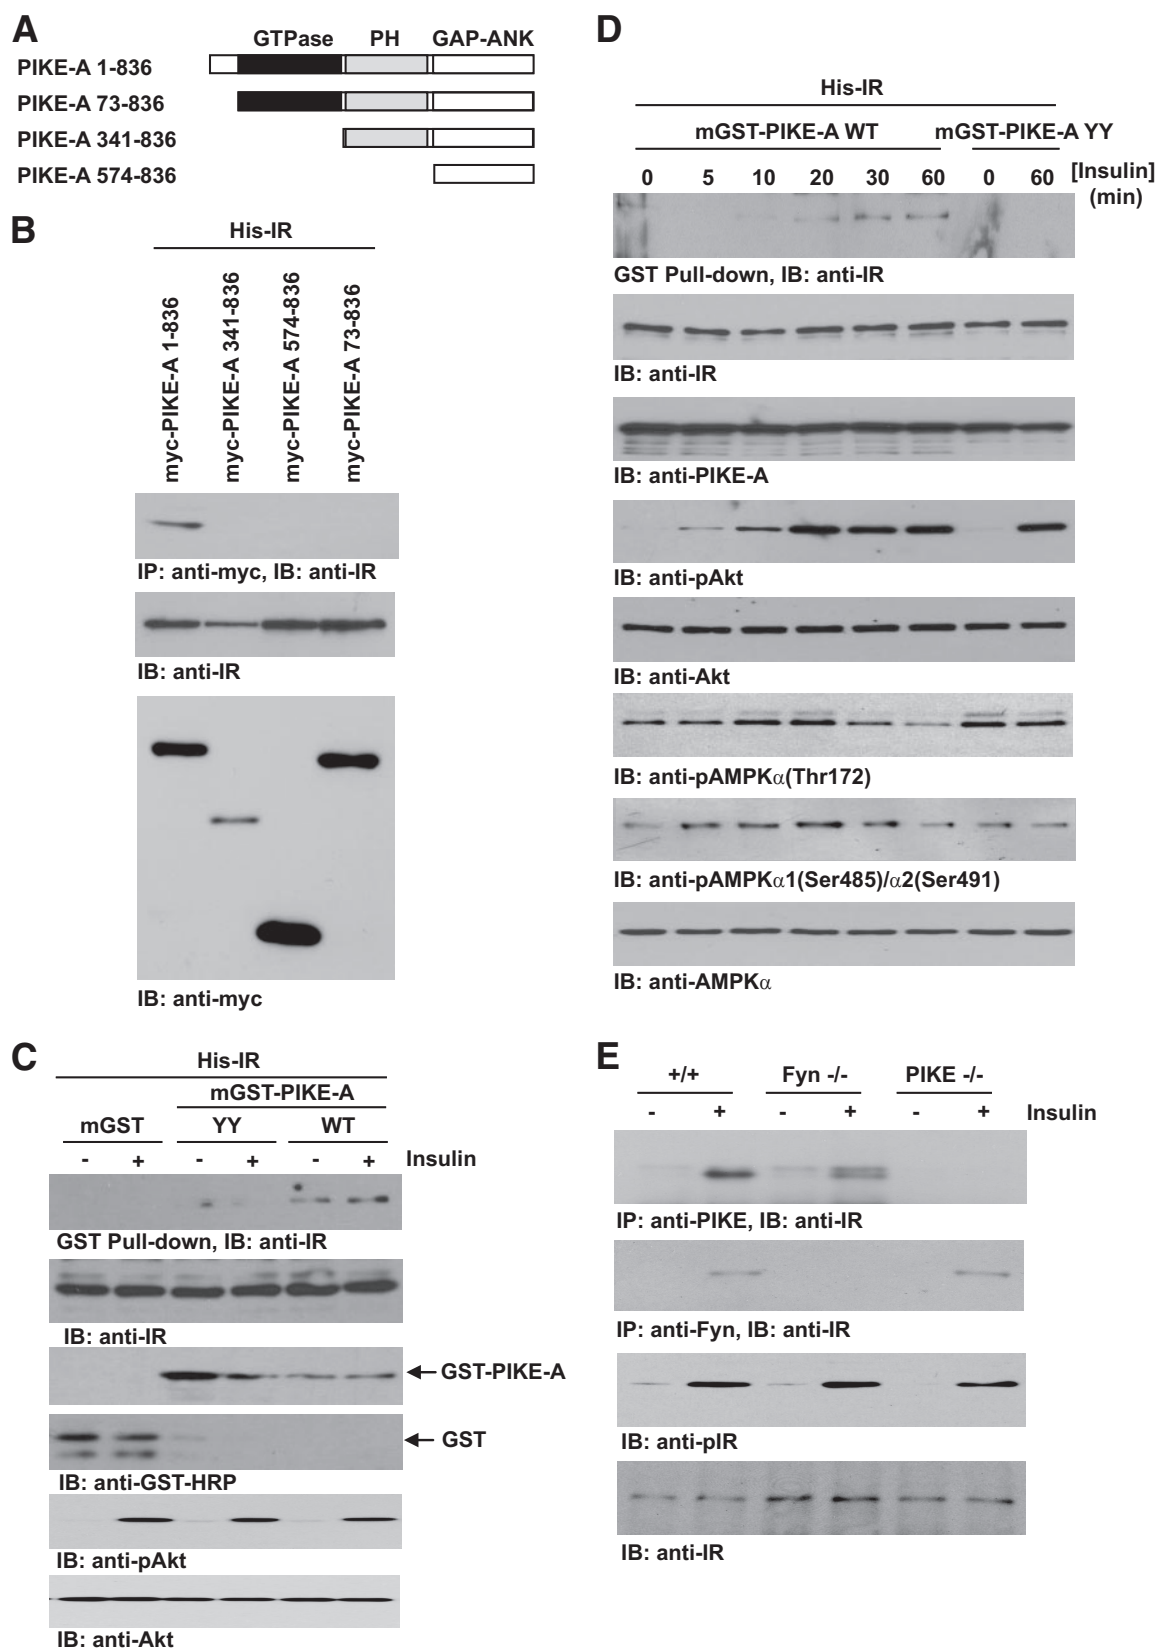 A
GTPase PH GAP-ANK
PIKE-A 1-836
PIKE-A 73-836
PIKE-A 341-836
PIKE-A 574-836
B
His-IR
myc-PIKE-A 1-836
myc-PIKE-A 341-836
myc-PIKE-A 574-836
myc-PIKE-A 73-836
IP: anti-myc, IB: anti-IR
IB: anti-IR
IB: anti-myc
C
His-IR
mGST-PIKE-A
mGST YY WT
- + - + - + Insulin
GST Pull-down, IB: anti-IR
IB: anti-IR
GST-PIKE-A
GST
IB: anti-GST-HRP
IB: anti-pAkt
IB: anti-Akt
D
His-IR
mGST-PIKE-A WT mGST-PIKE-A YY
0 5 10 20 30 60 0 60 [Insulin]
(min)
GST Pull-down, IB: anti-IR
IB: anti-IR
IB: anti-PIKE-A
IB: anti-pAkt
IB: anti-Akt
IB: anti-pAMPKα(Thr172)
IB: anti-pAMPKα1(Ser485)/α2(Ser491)
IB: anti-AMPKα
E
+/+ Fyn -/- PIKE -/-
- + - + - + Insulin
IP: anti-PIKE, IB: anti-IR
IP: anti-Fyn, IB: anti-IR
IB: anti-pIR
IB: anti-IR